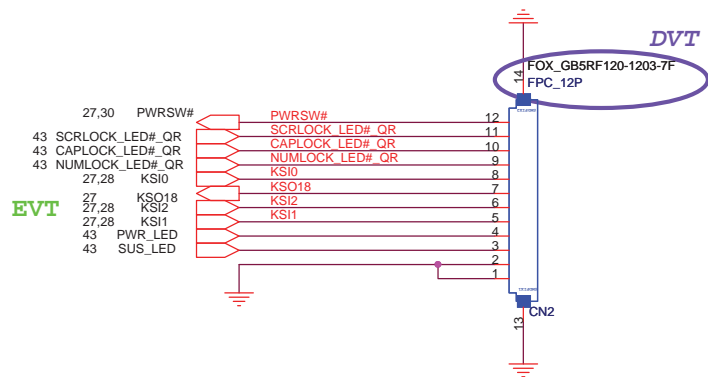 DVT
FOX_GB5RF120-1203-7F
FPC_12P
14
27,30 PWRSW# PWRSW# 12
43 SCRLOCK_LED#_QR SCRLOCK_LED#_QR 11
43 CAPLOCK_LED#_QR CAPLOCK_LED#_QR 10
43 NUMLOCK_LED#_QR NUMLOCK_LED#_QR 9
27,28 KSI0 KSI0 8
27 KSO18 KSO18 7
EVT
27,28 KSI2 KSI2 6
27,28 KSI1 KSI1 5
43 PWR_LED 4
43 SUS_LED 3
2
1
CN2
13